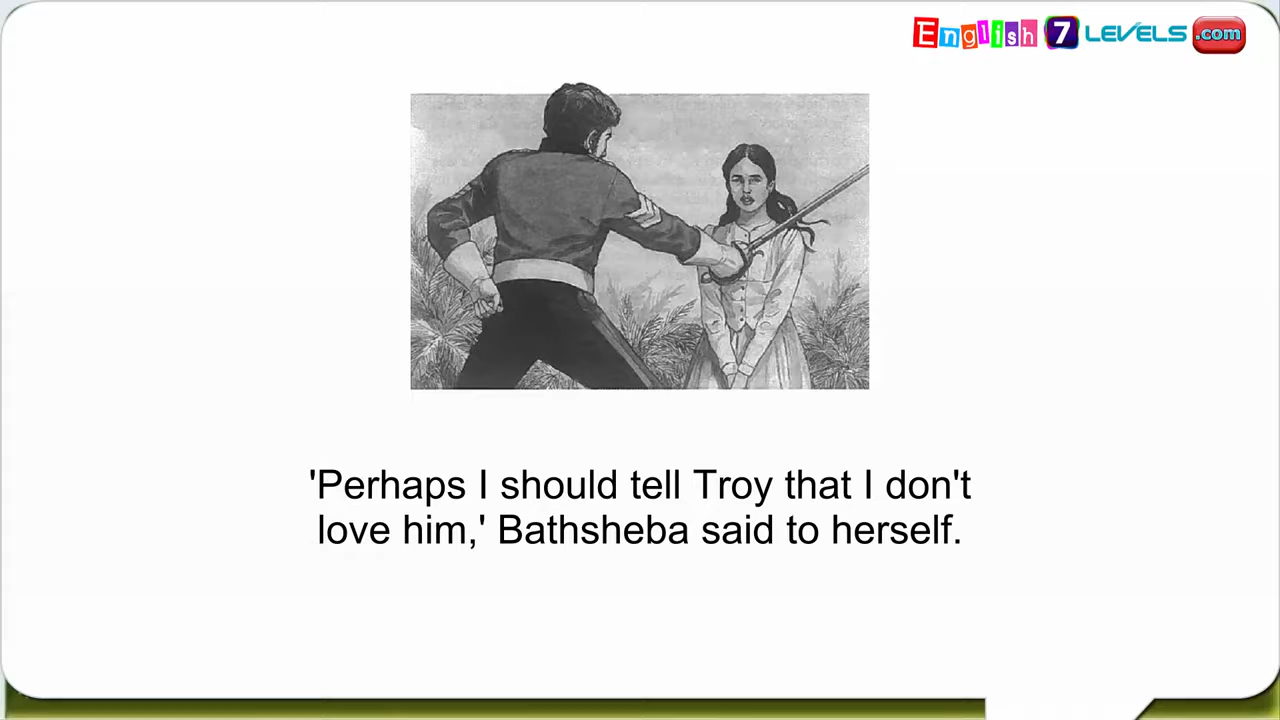 English 7 LEVELS .com
'Perhaps I should tell Troy that I don't
love him,' Bathsheba said to herself.